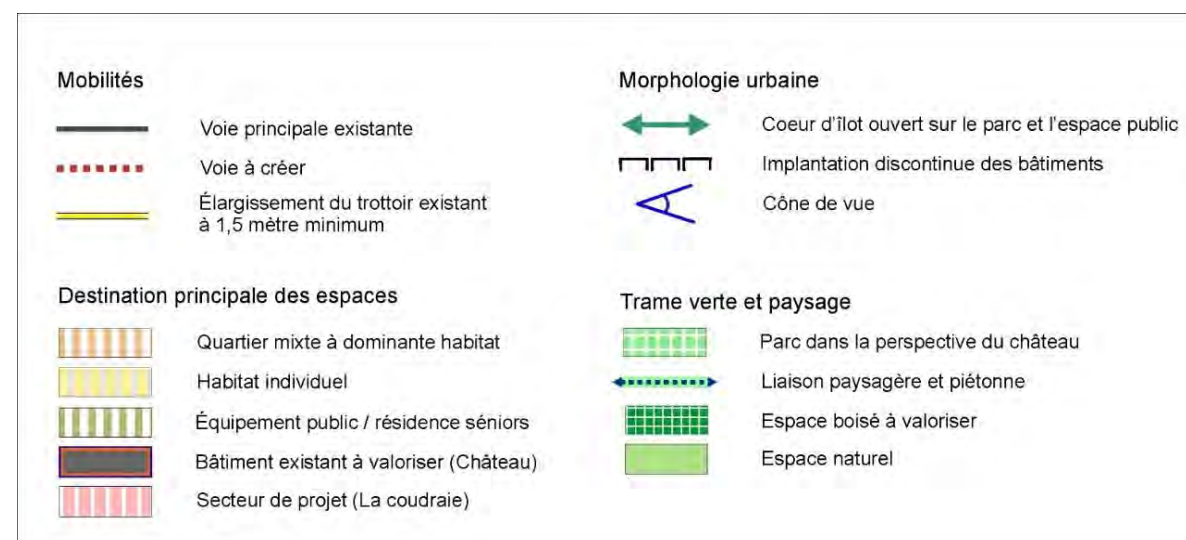 Mobilités
Voie principale existante
Voie à créer
Élargissement du trottoir existant
à 1,5 mètre minimum
Destination principale des espaces
Quartier mixte à dominante habitat
Habitat individuel
Équipement public / résidence séniors
Bâtiment existant à valoriser (Château)
Secteur de projet (La coudraie)
Morphologie urbaine
Coeur d'îlot ouvert sur le parc et l'espace public
Implantation discontinue des bâtiments
Cône de vue
Trame verte et paysage
Parc dans la perspective du château
Liaison paysagère et piétonne
Espace boisé à valoriser
Espace naturel